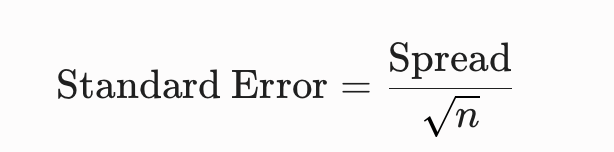 Standard Error = Spread / √n